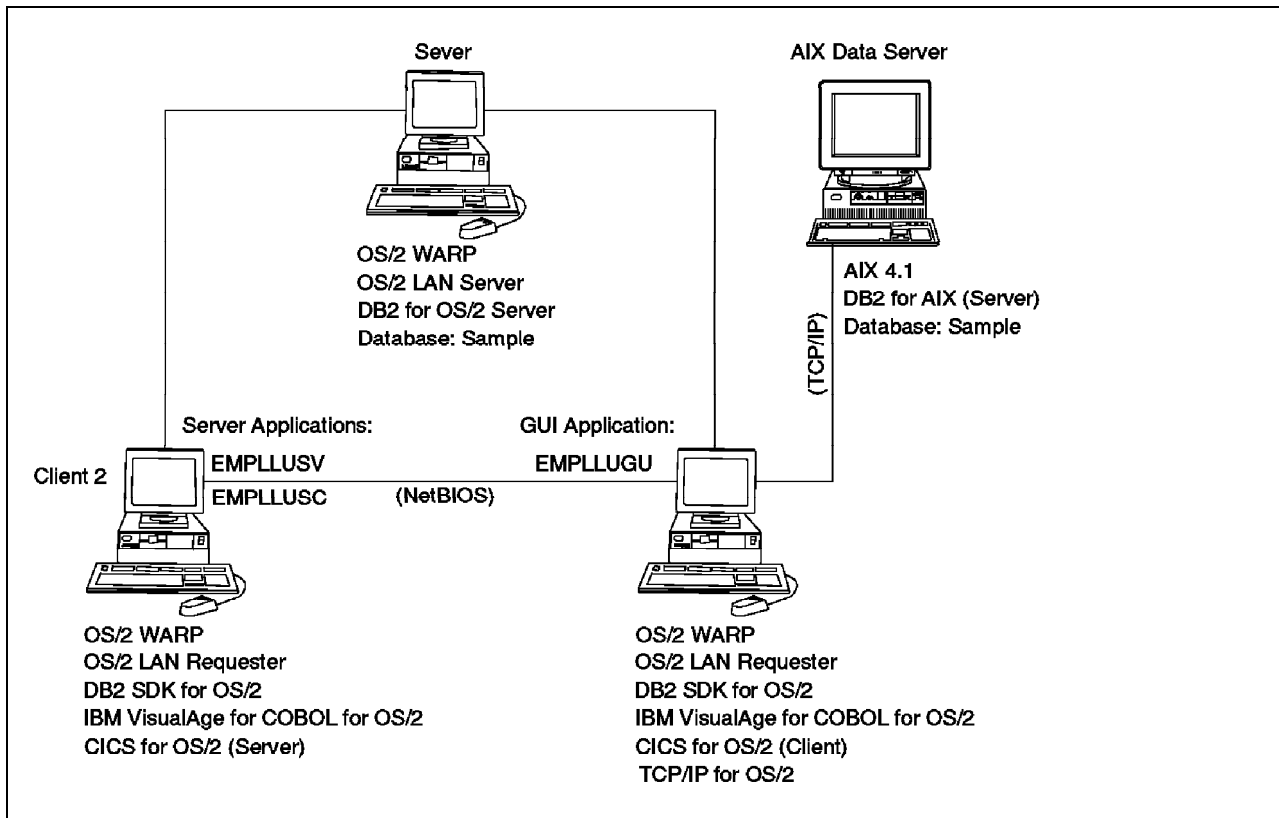 Sever
OS/2 WARP
OS/2 LAN Server
DB2 for OS/2 Server
Database: Sample
AIX Data Server
AIX 4.1
DB2 for AIX (Server)
Database: Sample
(TCP/IP)
Server Applications:
EMPLLUSV
EMPLLUSC
(NetBIOS)
GUI Application:
EMPLLUGU
Client 2
OS/2 WARP
OS/2 LAN Requester
DB2 SDK for OS/2
IBM VisualAge for COBOL for OS/2
CICS for OS/2 (Server)
OS/2 WARP
OS/2 LAN Requester
DB2 SDK for OS/2
IBM VisualAge for COBOL for OS/2
CICS for OS/2 (Client)
TCP/IP for OS/2